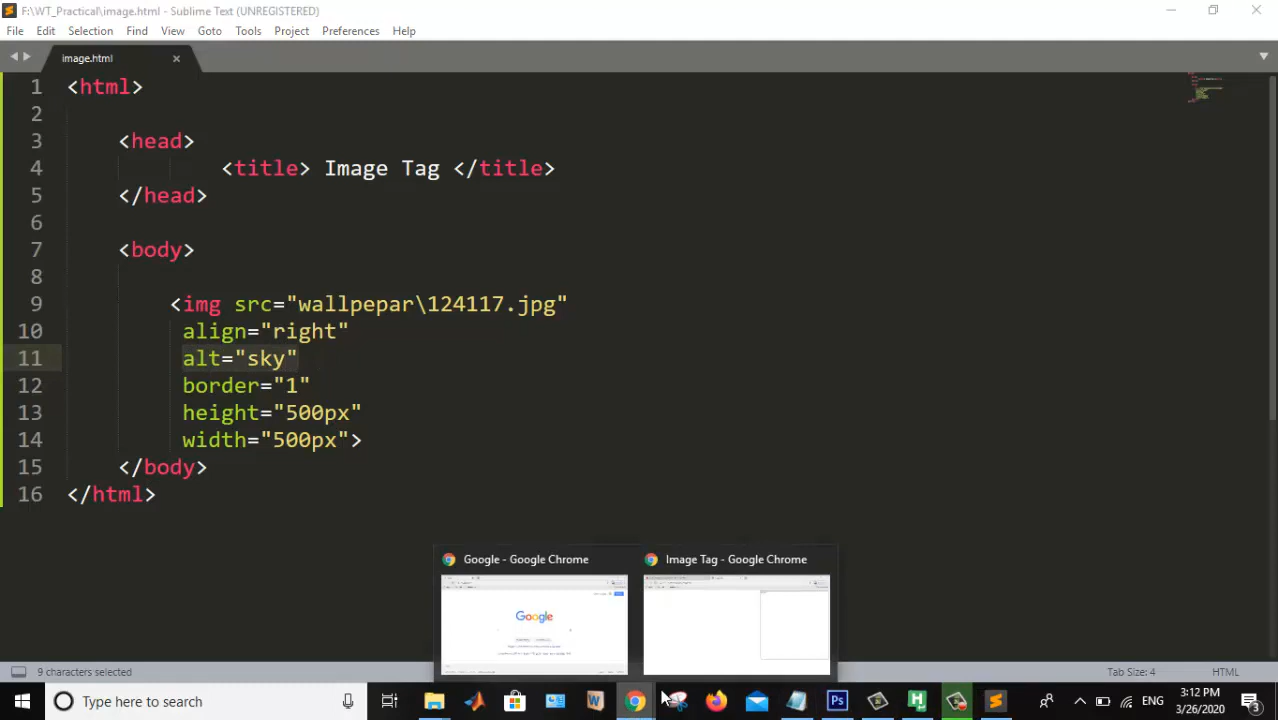 F:\WT_Practical\image.html - Sublime Text (UNREGISTERED)
File Edit Selection Find View Goto Tools Project Preferences Help
image.html
1 <html>
2
3 <head>
4 <title> Image Tag </title>
5 </head>
6
7 <body>
8
9 <img src="wallpepar\124117.jpg"
10 align="right"
11 alt="sky"
12 border="1"
13 height="500px"
14 width="500px">
15 </body>
16 </html>
Google - Google Chrome
Image Tag - Google Chrome
Google
9 characters selected
Tab Size: 4
HTML
Type here to search
Ps
ENG
3:12 PM
3/26/2020
3